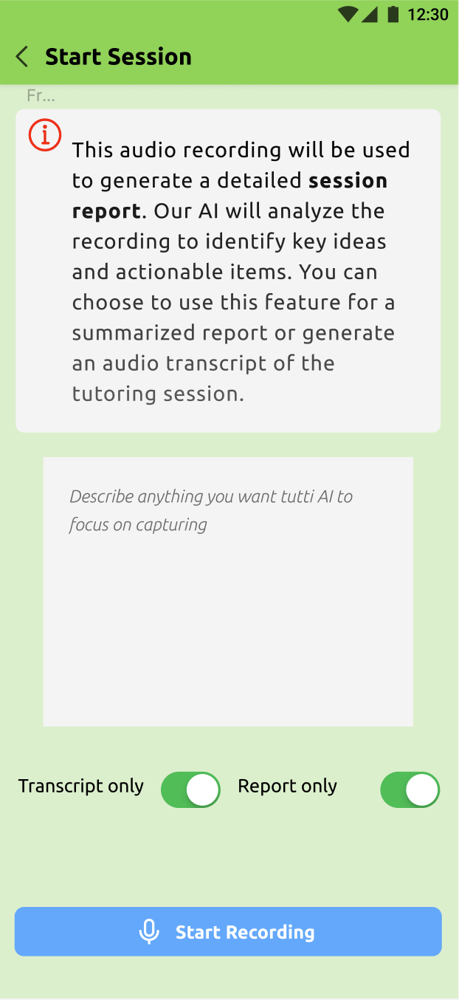 12:30
Start Session
Fr...
This audio recording will be used
to generate a detailed session
report. Our AI will analyze the
recording to identify key ideas
and actionable items. You can
choose to use this feature for a
summarized report or generate
an audio transcript of the
tutoring session.
Describe anything you want tutti AI to
focus on capturing
Transcript only
Report only
Start Recording